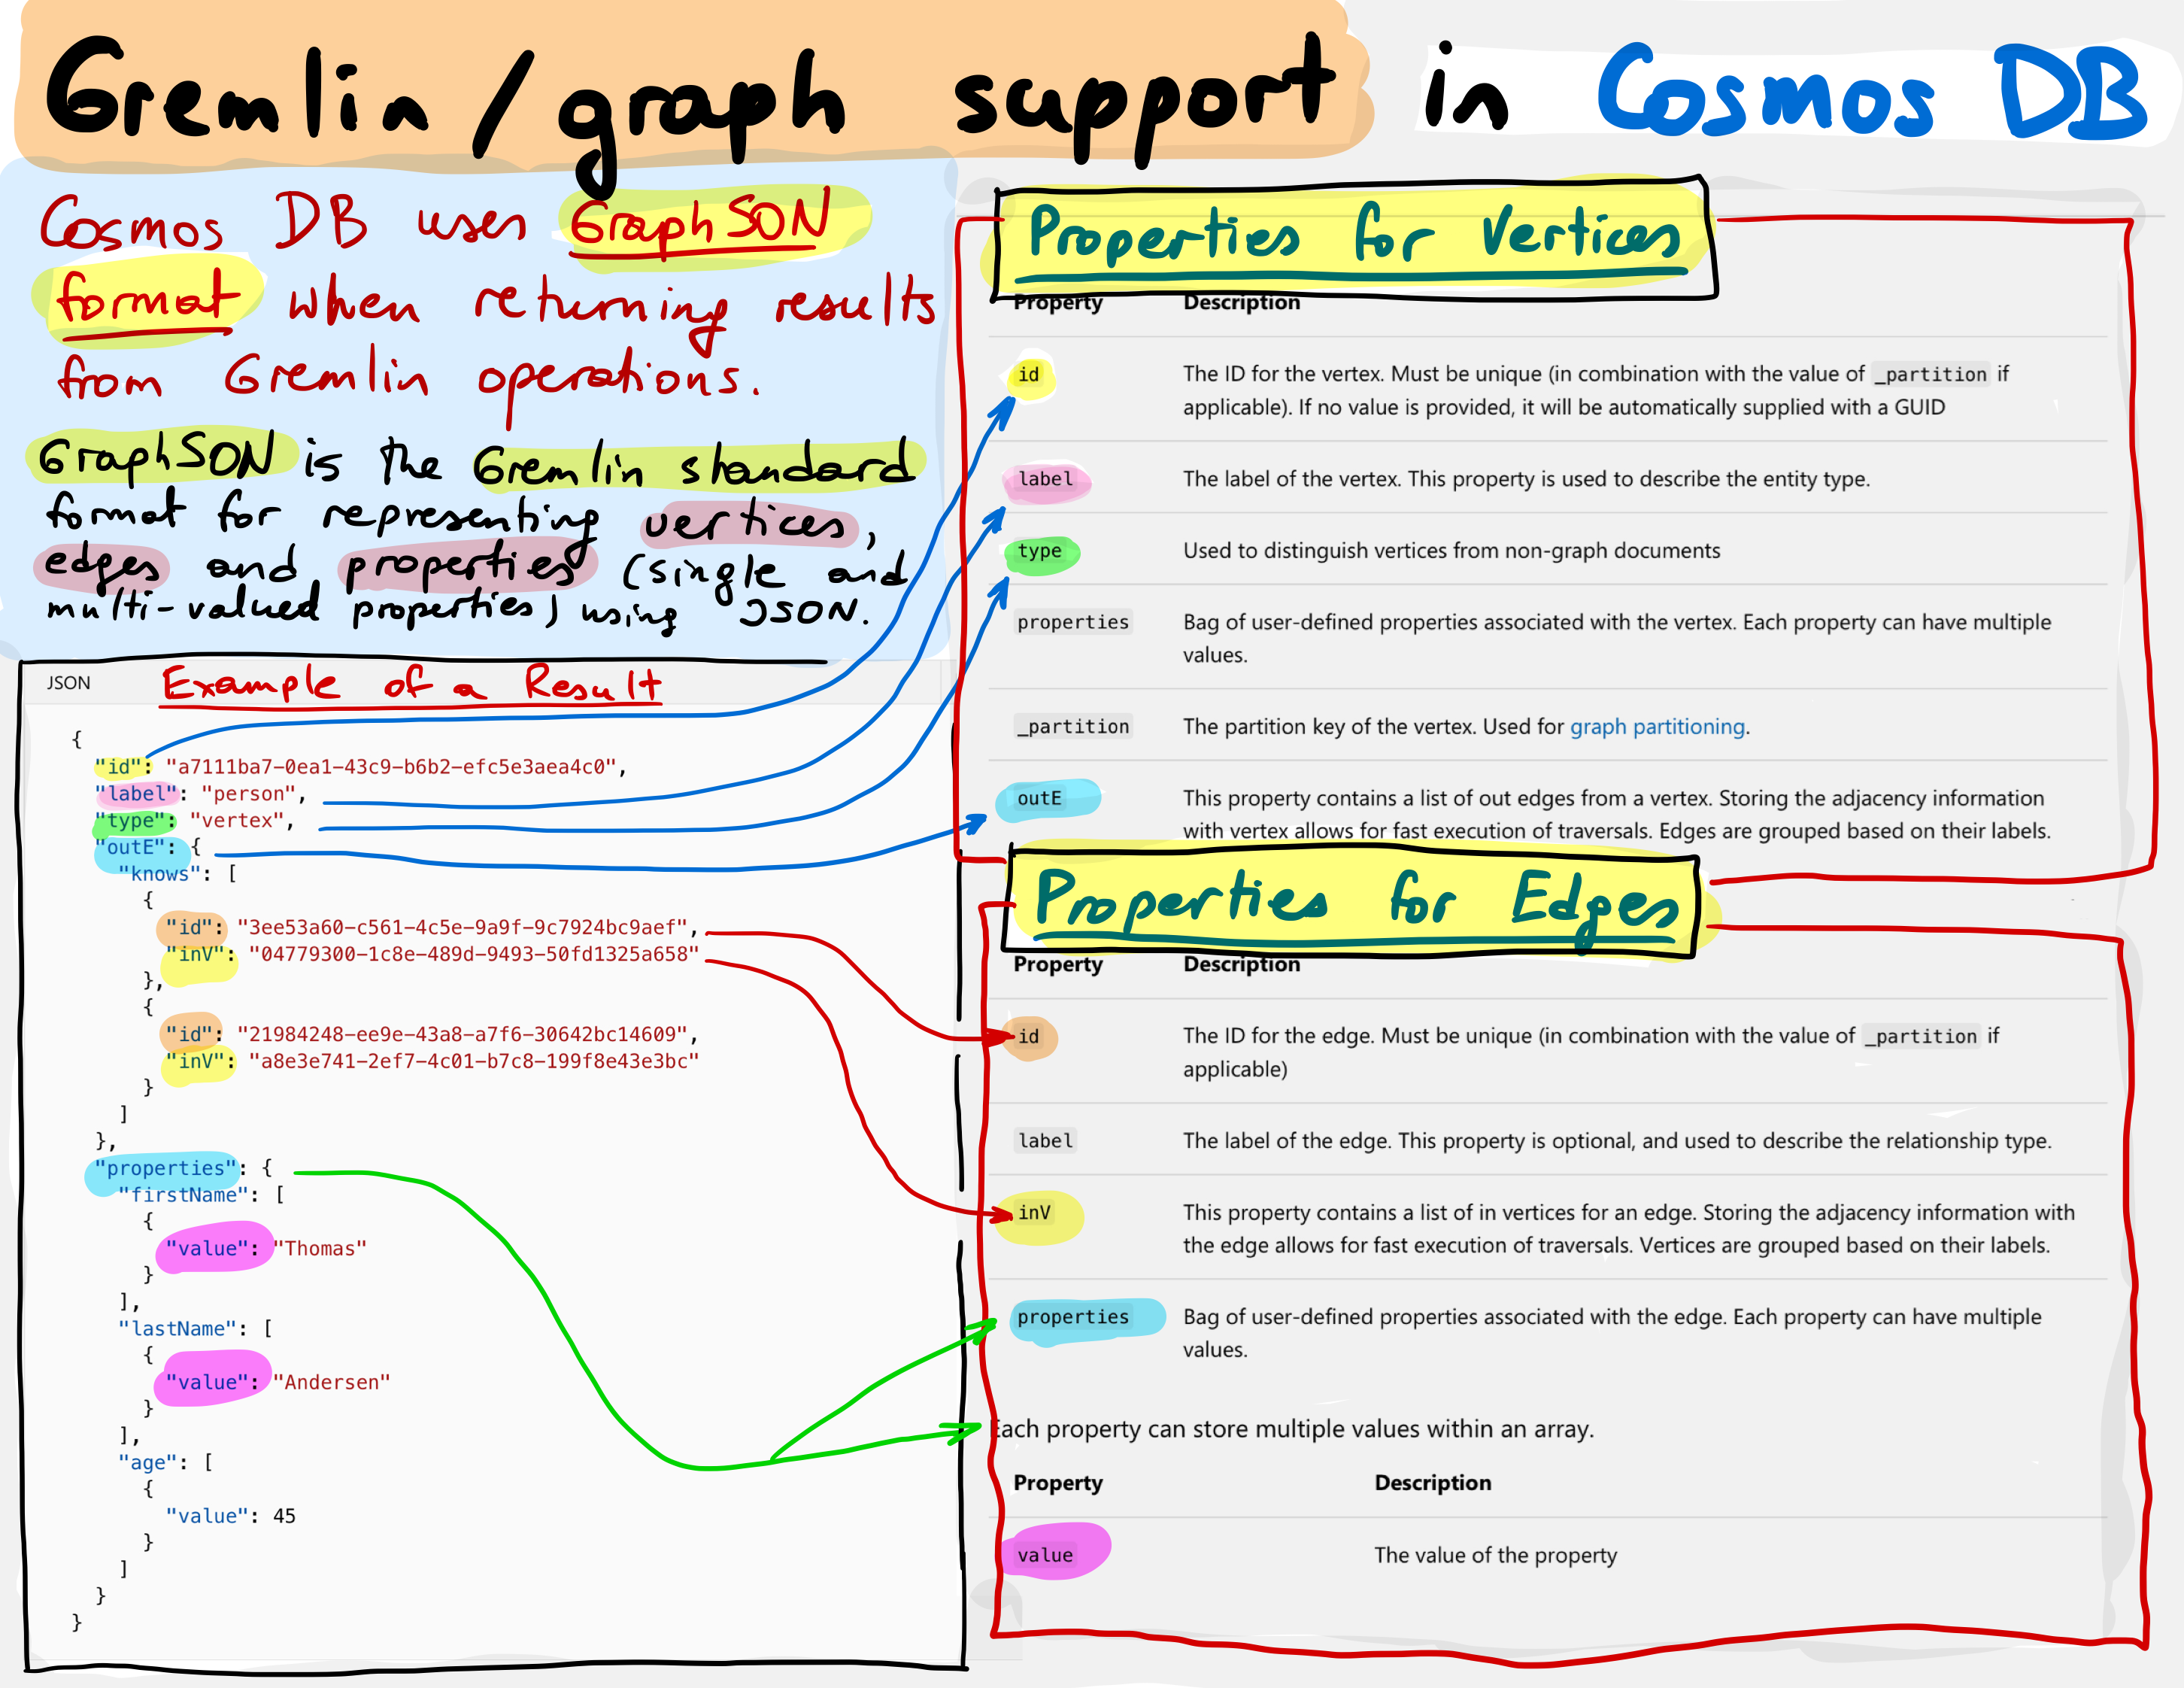 Gremlin / graph support in Cosmos DB
Cosmos DB uses GraphSON
format when returning results
from Gremlin operations.
GraphSON is the Gremlin standard
format for representing vertices,
edges and properties (single and
multi-valued properties) using JSON.
JSON
Example of a Result
{
"id": "a7111ba7-0ea1-43c9-b6b2-efc5e3aea4c0",
"label": "person",
"type": "vertex",
"outE": {
"knows": [
{
"id": "3ee53a60-c561-4c5e-9a9f-9c7924bc9aef",
"inV": "04779300-1c8e-489d-9493-50fd1325a658"
},
{
"id": "21984248-ee9e-43a8-a7f6-30642bc14609",
"inV": "a8e3e741-2ef7-4c01-b7c8-199f8e43e3bc"
}
]
},
"properties": {
"firstName": [
{
"value": "Thomas"
}
],
"lastName": [
{
"value": "Andersen"
}
],
"age": [
{
"value": 45
}
]
}
}
Properties for Vertices
Property Description
id The ID for the vertex. Must be unique (in combination with the value of _partition if
applicable). If no value is provided, it will be automatically supplied with a GUID
label The label of the vertex. This property is used to describe the entity type.
type Used to distinguish vertices from non-graph documents
properties Bag of user-defined properties associated with the vertex. Each property can have multiple
values.
_partition The partition key of the vertex. Used for graph partitioning.
outE This property contains a list of out edges from a vertex. Storing the adjacency information
with vertex allows for fast execution of traversals. Edges are grouped based on their labels.
Properties for Edges
Property Description
id The ID for the edge. Must be unique (in combination with the value of _partition if
applicable)
label The label of the edge. This property is optional, and used to describe the relationship type.
inV This property contains a list of in vertices for an edge. Storing the adjacency information with
the edge allows for fast execution of traversals. Vertices are grouped based on their labels.
properties Bag of user-defined properties associated with the edge. Each property can have multiple
values.
Each property can store multiple values within an array.
Property Description
value The value of the property